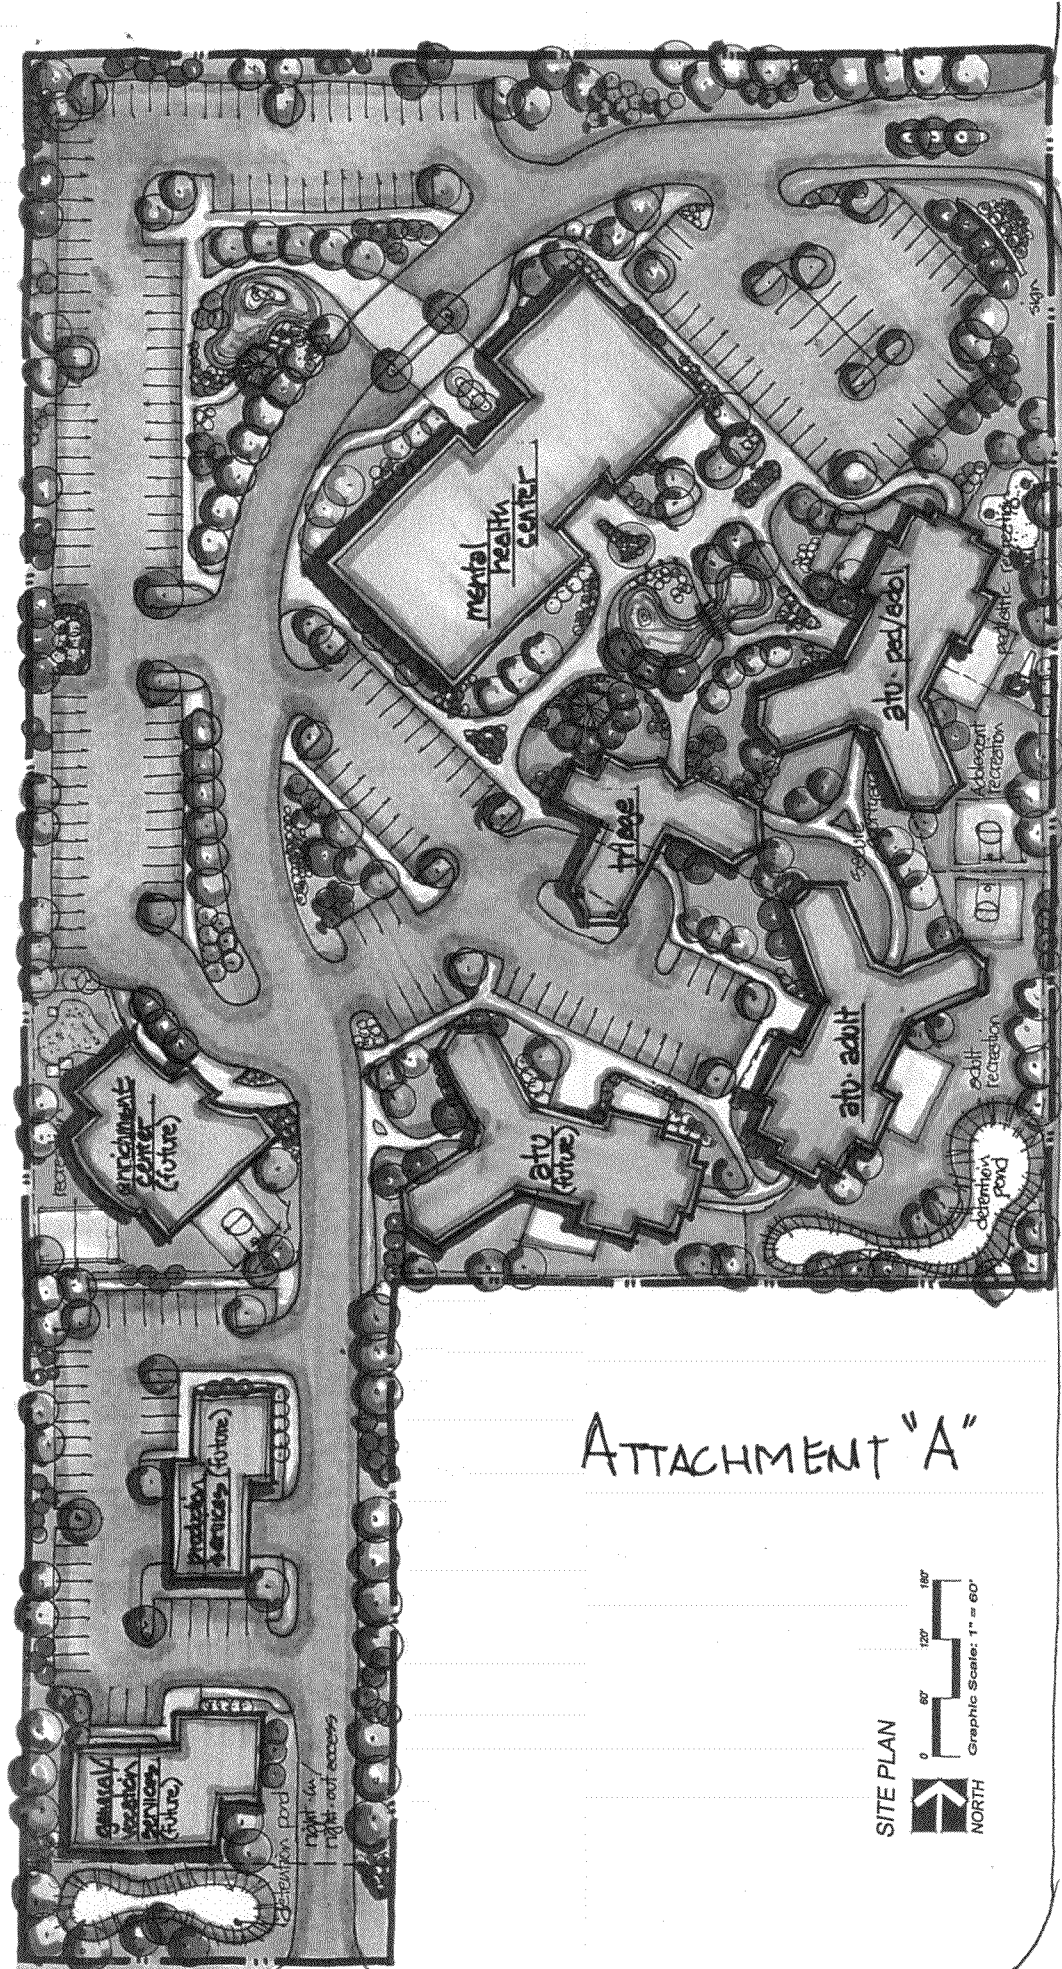 sign
mental
health
center
atu - ped/adol
pediatric recreation
Adolescent
recreation
triage
secure
atu - adult
adult
recreation
detention
pond
enrichment
center
(future)
atu
(future)
production
services (future)
general/
vocation
services
(future)
detention pond
right-in/
right-out access
ATTACHMENT "A"
SITE PLAN
0 60' 120' 180'
Graphic Scale: 1" = 60'
NORTH